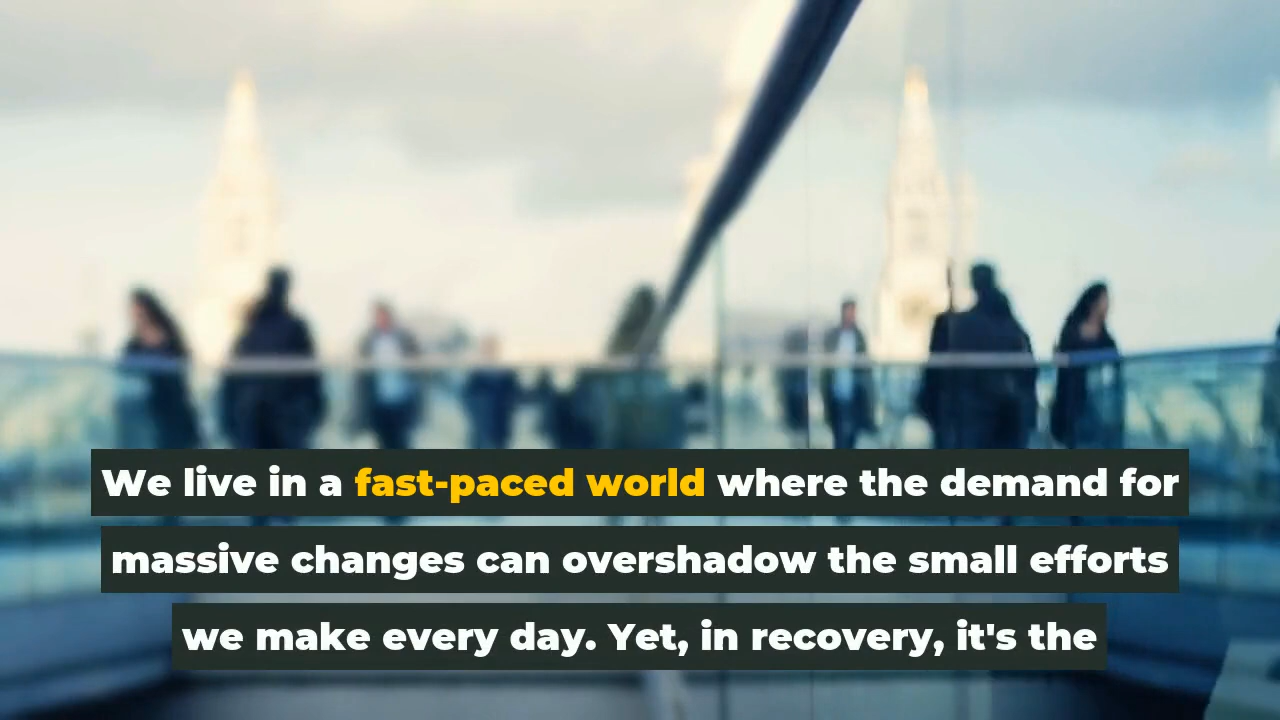 We live in a fast-paced world where the demand for
massive changes can overshadow the small efforts
we make every day. Yet, in recovery, it's the